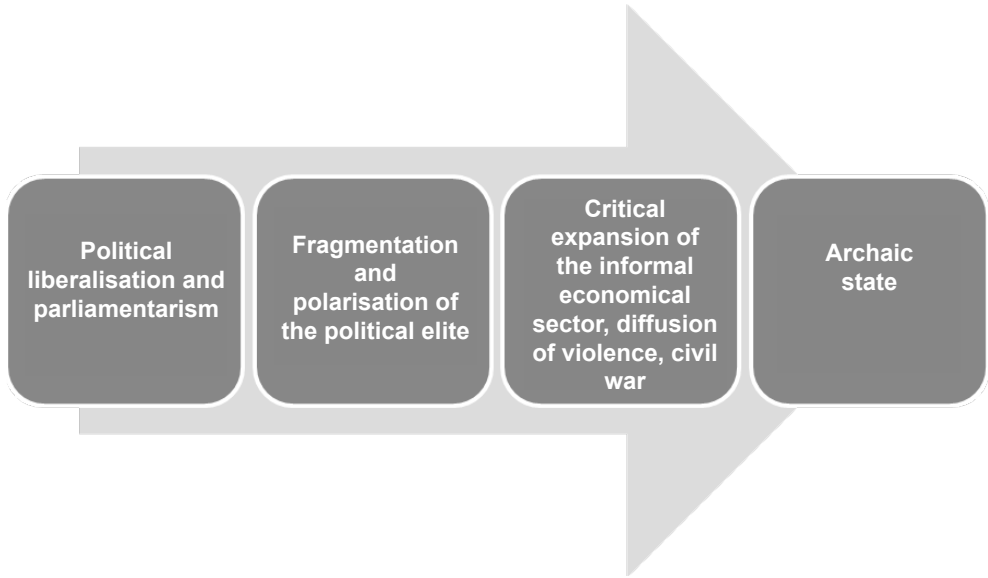 Political
liberalisation and
parliamentarism
Fragmentation
and
polarisation of
the political elite
Critical
expansion of
the informal
economical
sector, diffusion
of violence, civil
war
Archaic
state